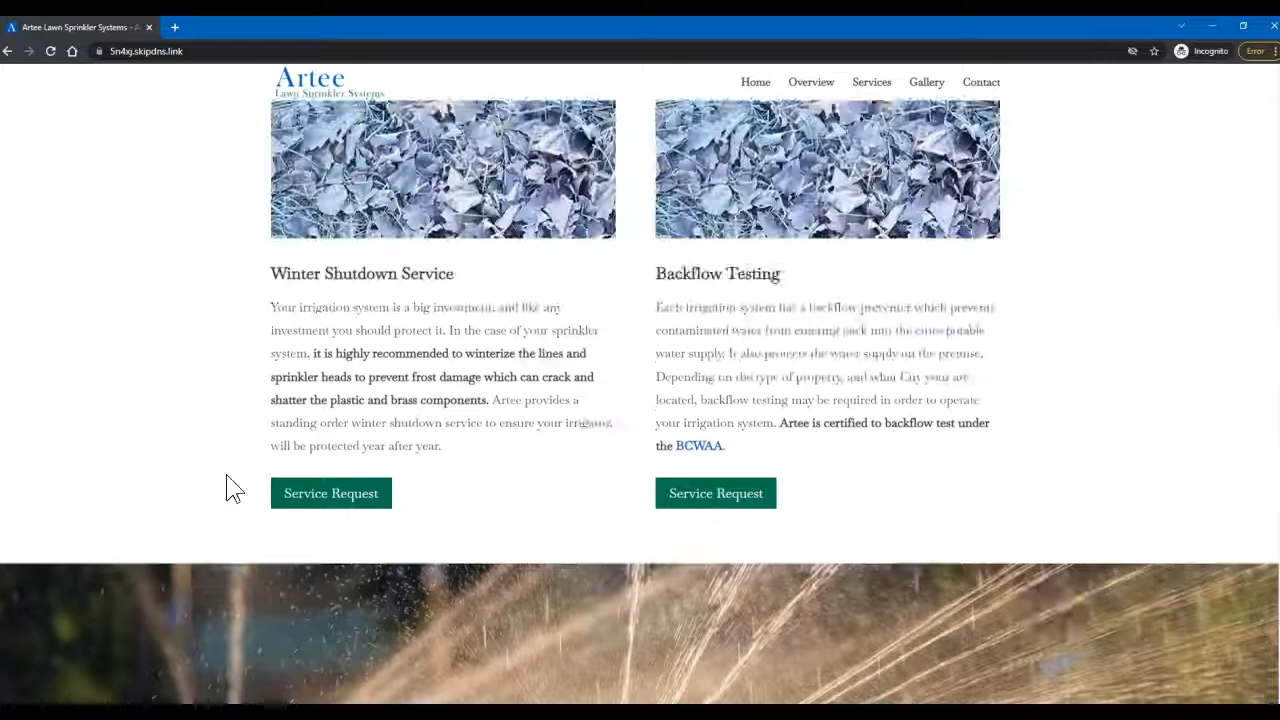 Artee Lawn Sprinkler Systems - A
5n4xj.skipdns.link
Incognito
Error
Artee
Lawn Sprinkler Systems
Home Overview Services Gallery Contact
Winter Shutdown Service
Your irrigation system is a big investment, and like any
investment you should protect it. In the case of your sprinkler
system, it is highly recommended to winterize the lines and
sprinkler heads to prevent frost damage which can crack and
shatter the plastic and brass components. Artee provides a
standing order winter shutdown service to ensure your
will be protected year after year.
Service Request
Backflow Testing
Each irrigation system has a backflow preventer which prevents
contaminated water from entering back into the potable
water supply. It also protects the water supply on the premise.
Depending on the type of property, and what City yours are
located, backflow testing may be required in order to operate
your irrigation system. Artee is certified to backflow test under
the BCWAA.
Service Request